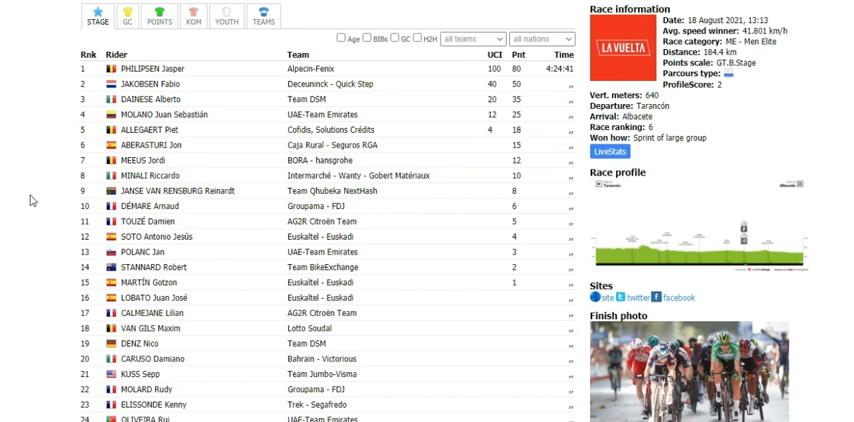 STAGE GC POINTS KOM YOUTH TEAMS
Age BIBs GC H2H all teams all nations
Rnk Rider Team UCI Pnt Time
1 PHILIPSEN Jasper Alpecin-Fenix 100 80 4:24:41
2 JAKOBSEN Fabio Deceuninck - Quick Step 40 50 ,,
3 DAINESE Alberto Team DSM 20 35 ,,
4 MOLANO Juan Sebastián UAE-Team Emirates 12 25 ,,
5 ALLEGAERT Piet Cofidis, Solutions Crédits 4 18 ,,
6 ABERASTURI Jon Caja Rural - Seguros RGA 15 ,,
7 MEEUS Jordi BORA - hansgrohe 12 ,,
8 MINALI Riccardo Intermarché - Wanty - Gobert Matériaux 10 ,,
9 JANSE VAN RENSBURG Reinardt Team Qhubeka NextHash 8 ,,
10 DÉMARE Arnaud Groupama - FDJ 6 ,,
11 TOUZÉ Damien AG2R Citroën Team 5 ,,
12 SOTO Antonio Jesús Euskaltel - Euskadi 4 ,,
13 POLANC Jan UAE-Team Emirates 3 ,,
14 STANNARD Robert Team BikeExchange 2 ,,
15 MARTÍN Gotzon Euskaltel - Euskadi 1 ,,
16 LOBATO Juan José Euskaltel - Euskadi ,,
17 CALMEJANE Lilian AG2R Citroën Team ,,
18 VAN GILS Maxim Lotto Soudal ,,
19 DENZ Nico Team DSM ,,
20 CARUSO Damiano Bahrain - Victorious ,,
21 KUSS Sepp Team Jumbo-Visma ,,
22 MOLARD Rudy Groupama - FDJ ,,
23 ELISSONDE Kenny Trek - Segafredo ,,
24 OLIVEIRA Rui UAE-Team Emirates ,,
Race information
LA VUELTA
Date: 18 August 2021, 13:13
Avg. speed winner: 41.801 km/h
Race category: ME - Men Elite
Distance: 184.4 km
Points scale: GT.B.Stage
Parcours type:
ProfileScore: 2
Vert. meters: 640
Departure: Tarancón
Arrival: Albacete
Race ranking: 6
Won how: Sprint of large group
LiveStats
Race profile
Tarancón Albacete
Sites
site twitter facebook
Finish photo